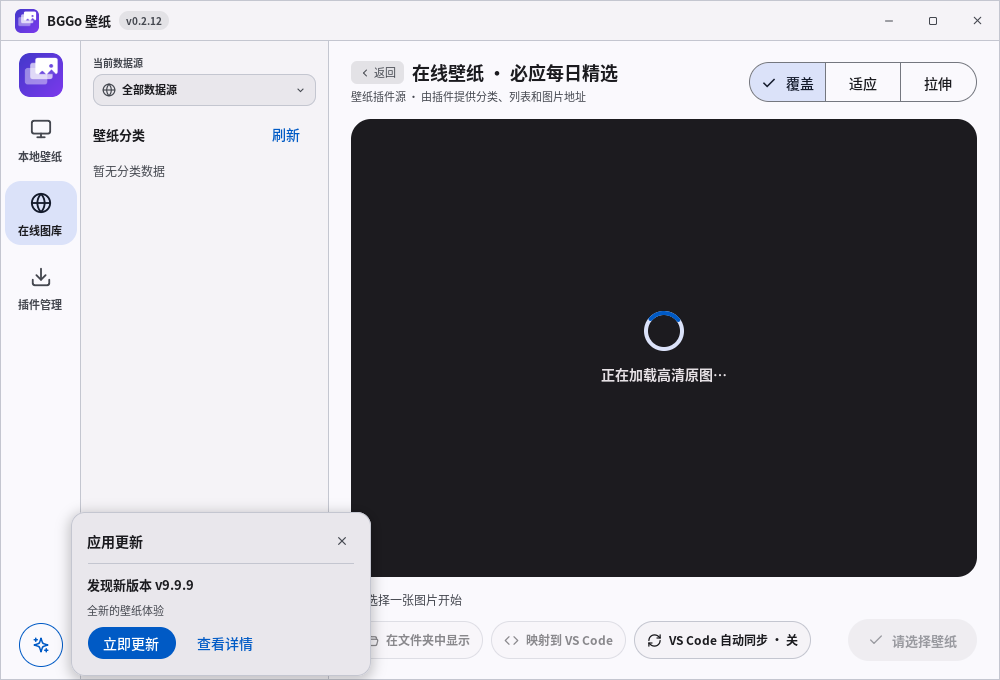 BGGo 壁纸 v0.2.12
本地壁纸
在线图库
插件管理
当前数据源
全部数据源
壁纸分类 刷新
暂无分类数据
返回 在线壁纸 · 必应每日精选
壁纸插件源 · 由插件提供分类、列表和图片地址
覆盖 适应 拉伸
正在加载高清原图…
选择一张图片开始
在文件夹中显示 映射到 VS Code VS Code 自动同步 · 关 请选择壁纸
应用更新
发现新版本 v9.9.9
全新的壁纸体验
立即更新 查看详情